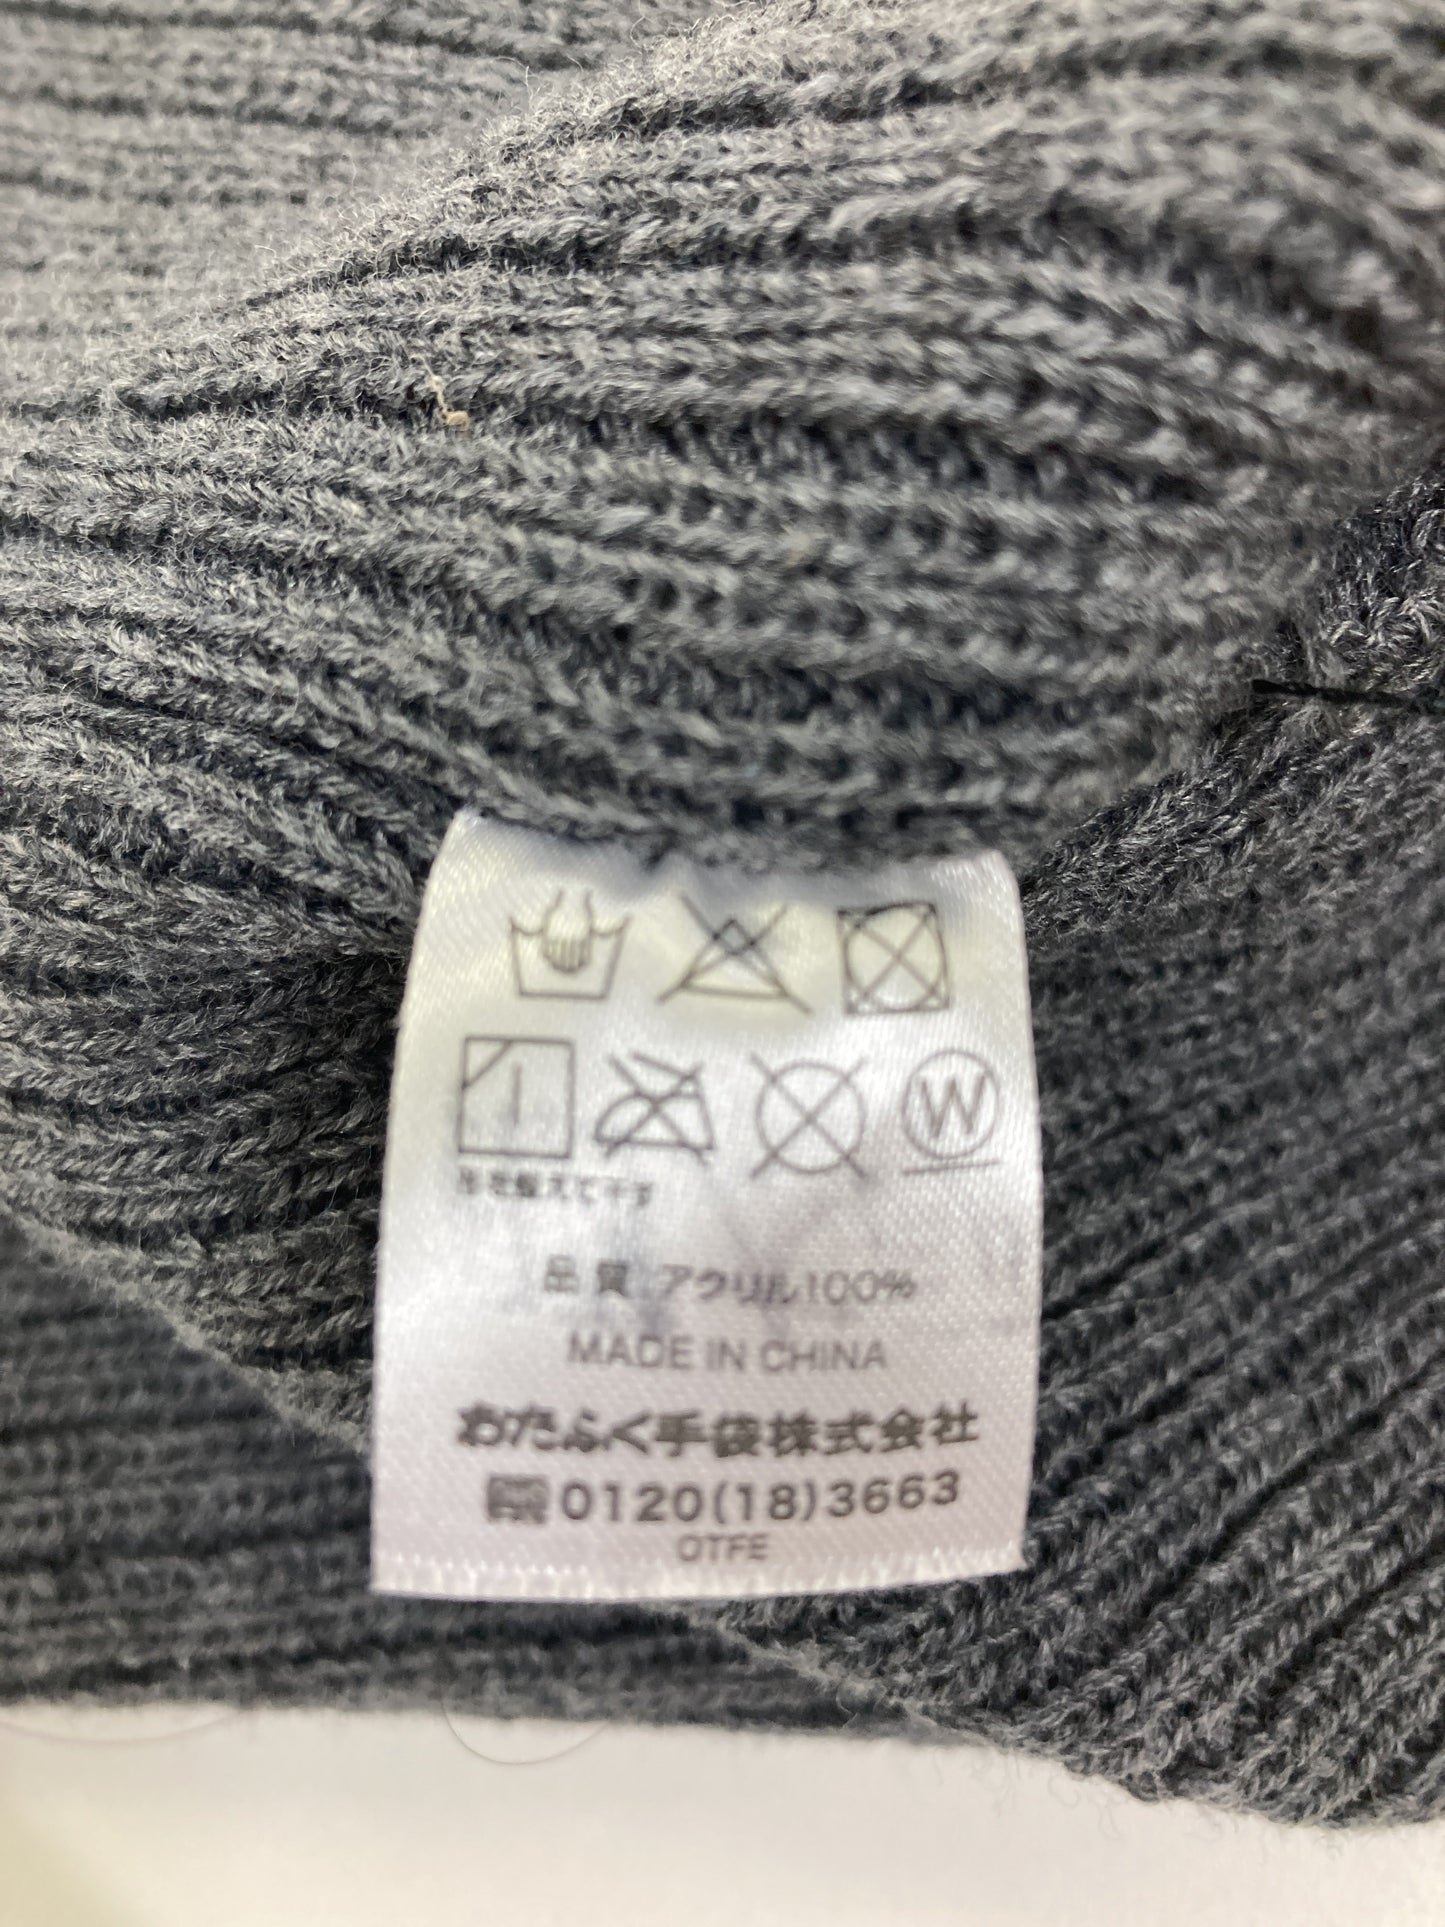 W
形を整えて干す
品質 アクリル100%
MADE IN CHINA
おたふく手袋株式会社
0120(18)3663
OTFE